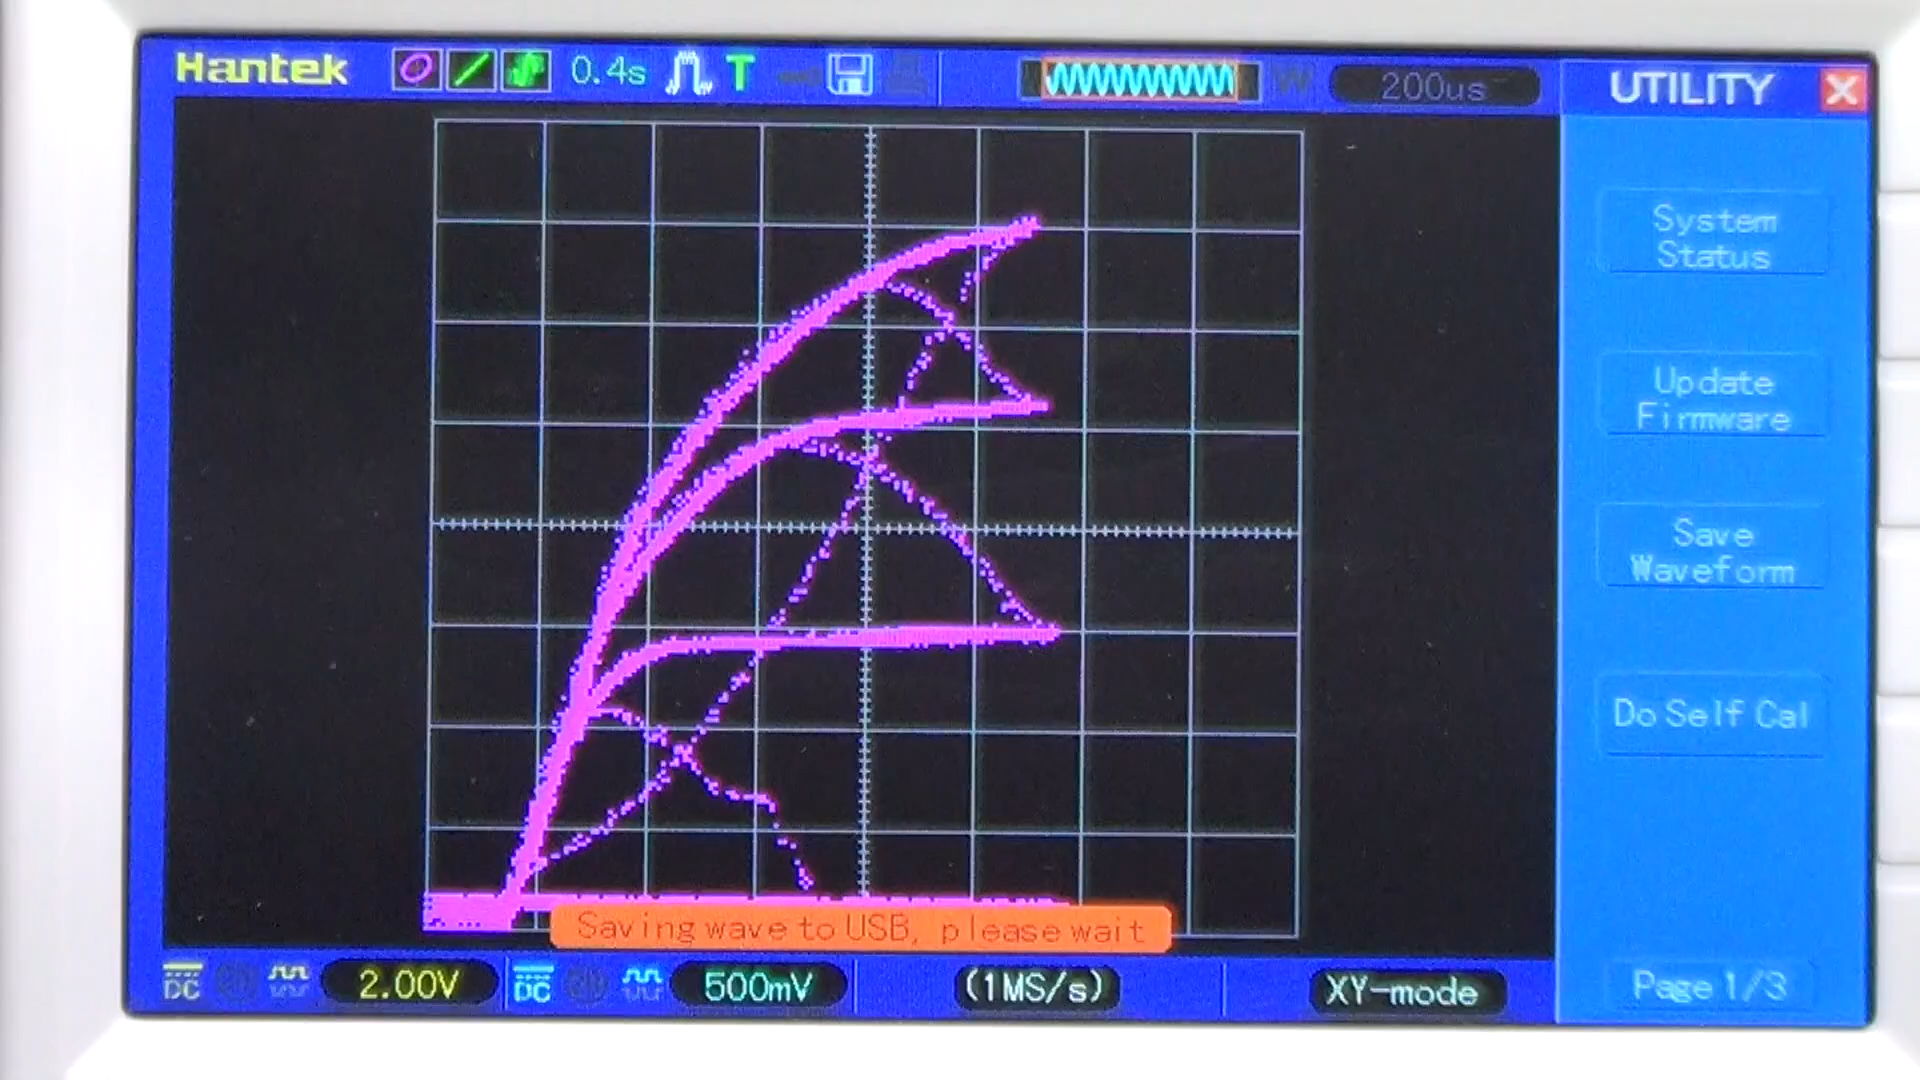 Hantek
0.4s
T
W
200us
UTILITY
X
System
Status
Update
Firmware
Save
Waveform
Do Self Cal
Page 1/3
Saving wave to USB, please wait
DC
2.00V
DC
500mV
(1MS/s)
XY-mode